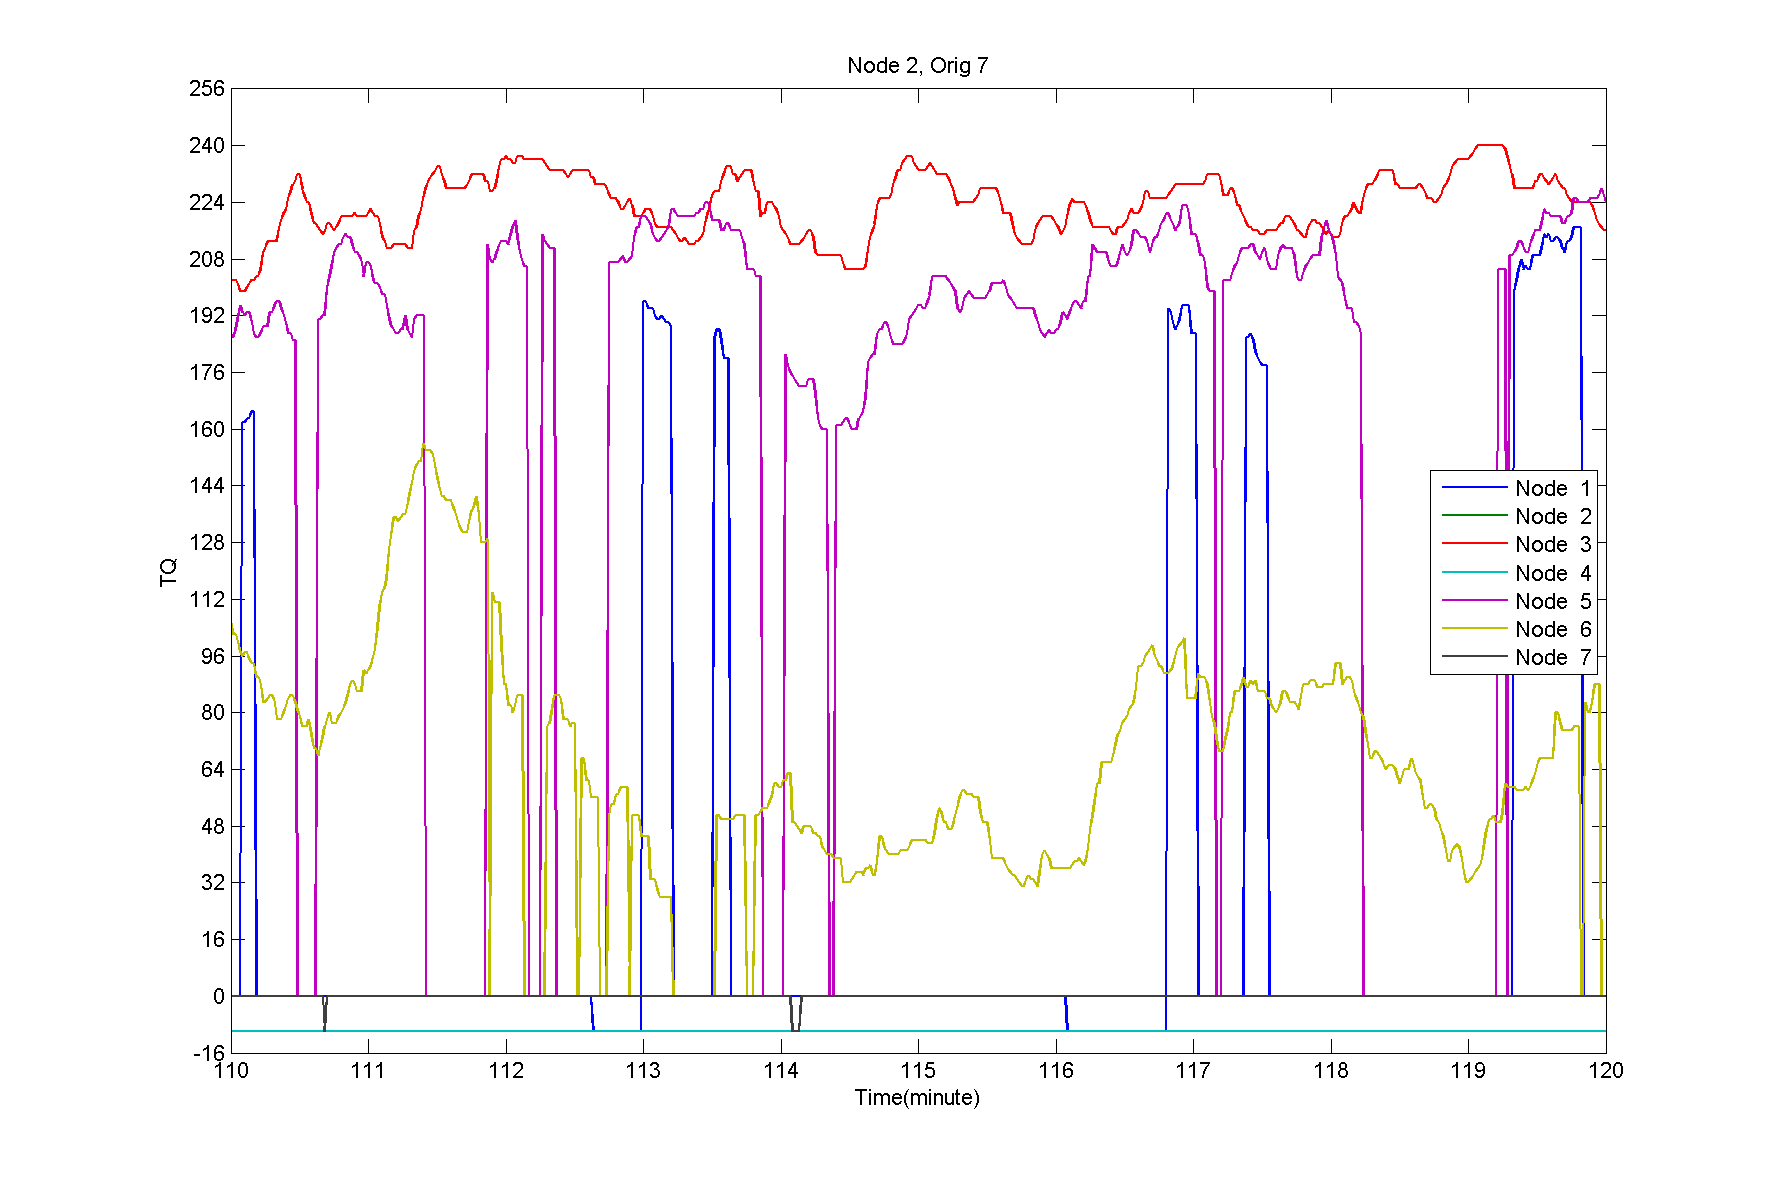 Node 2, Orig 7
256
240
224
208
192
176
160
144
128
112
96
80
64
48
32
16
0
-16
TQ
Node 1
Node 2
Node 3
Node 4
Node 5
Node 6
Node 7
110 111 112 113 114 115 116 117 118 119 120
Time(minute)